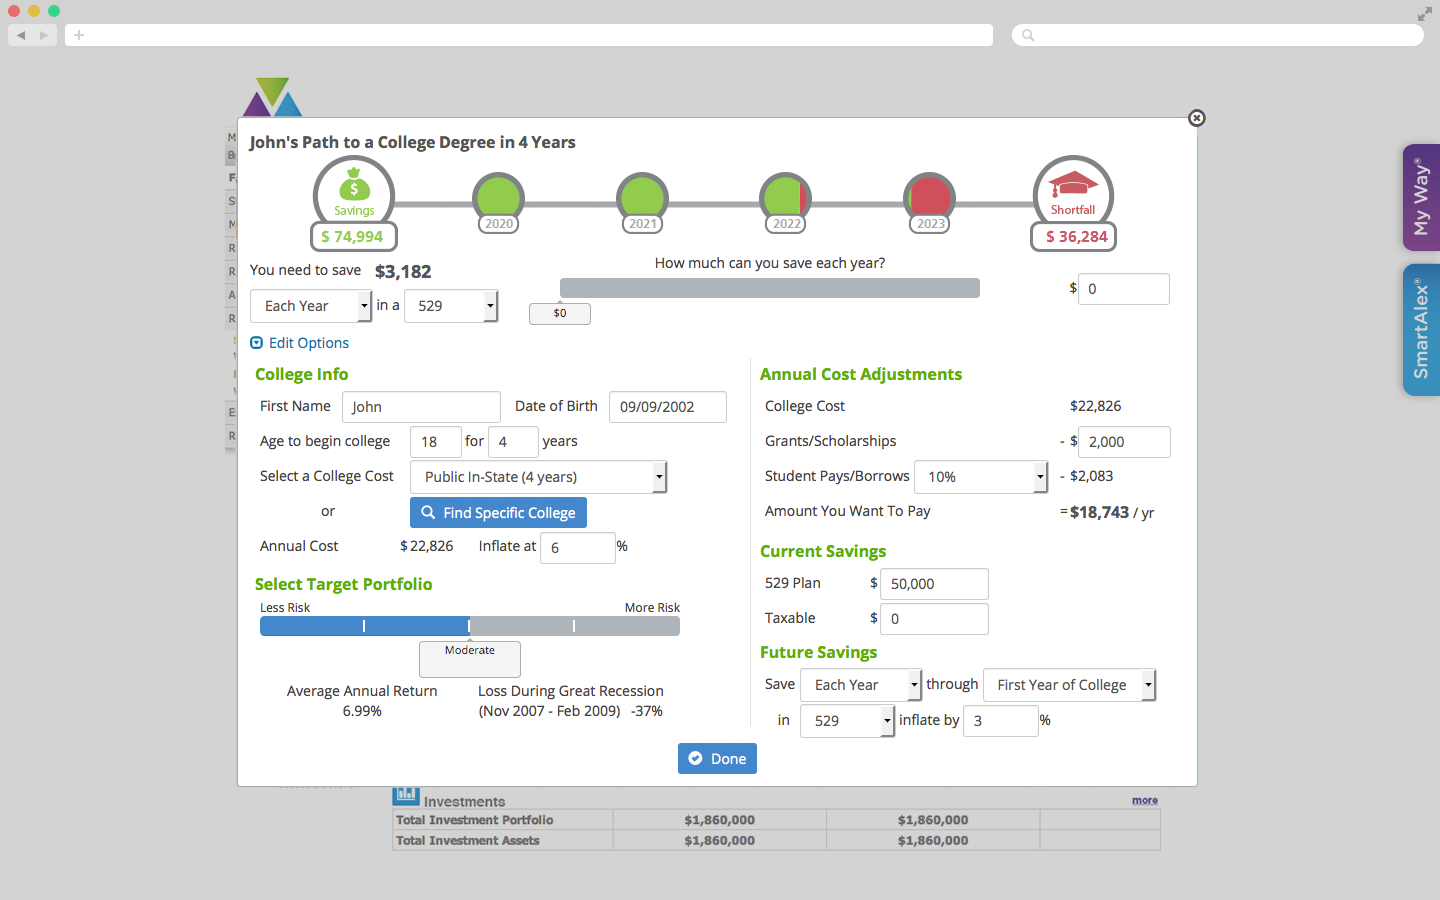 John's Path to a College Degree in 4 Years
Savings
$ 74,994
2020
2021
2022
2023
Shortfall
$ 36,284
You need to save $3,182
Each Year in a 529
How much can you save each year?
$0
$ 0
Edit Options
College Info
First Name John Date of Birth 09/09/2002
Age to begin college 18 for 4 years
Select a College Cost Public In-State (4 years)
or Find Specific College
Annual Cost $22,826 Inflate at 6 %
Select Target Portfolio
Less Risk More Risk
Moderate
Average Annual Return
6.99%
Loss During Great Recession
(Nov 2007 - Feb 2009) -37%
Annual Cost Adjustments
College Cost $22,826
Grants/Scholarships - $ 2,000
Student Pays/Borrows 10% - $2,083
Amount You Want To Pay =$18,743 / yr
Current Savings
529 Plan $ 50,000
Taxable $ 0
Future Savings
Save Each Year through First Year of College
in 529 inflate by 3 %
Done
My Way®
SmartAlex®
Investments more
Total Investment Portfolio $1,860,000 $1,860,000
Total Investment Assets $1,860,000 $1,860,000